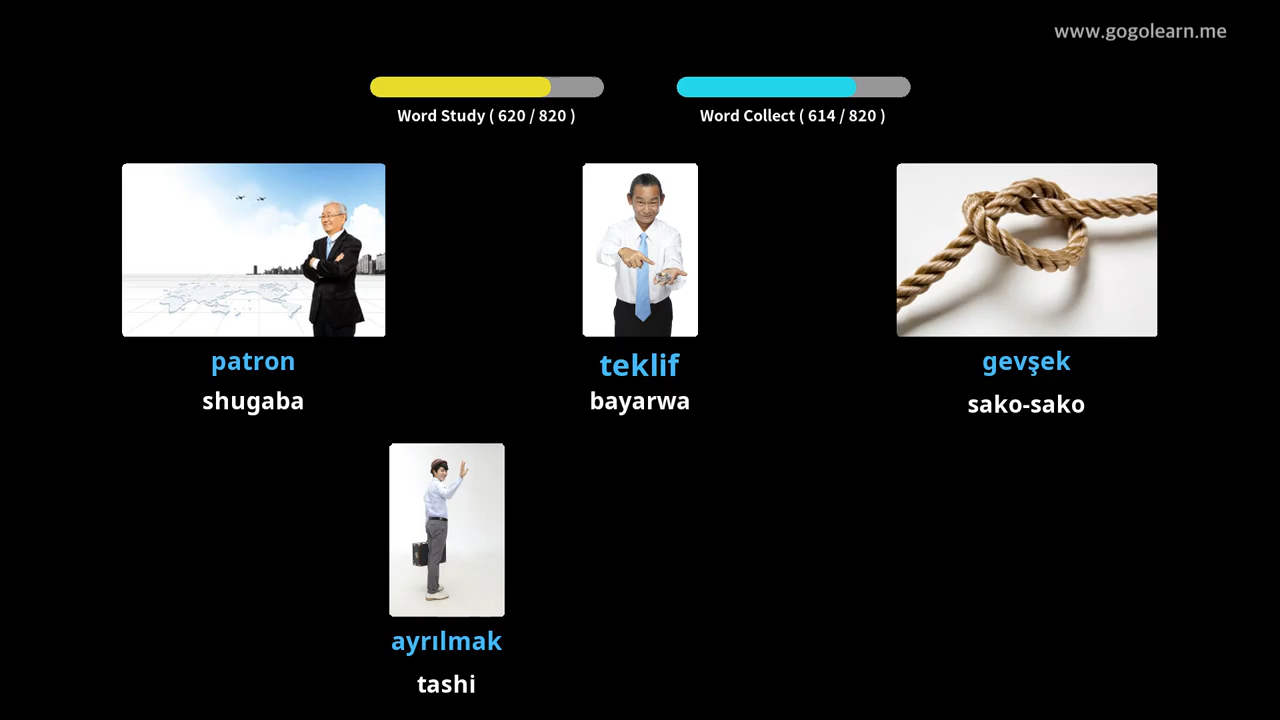 www.gogolearn.me
Word Study ( 620 / 820 )
Word Collect ( 614 / 820 )
patron
shugaba
teklif
bayarwa
gevşek
sako-sako
ayrılmak
tashi